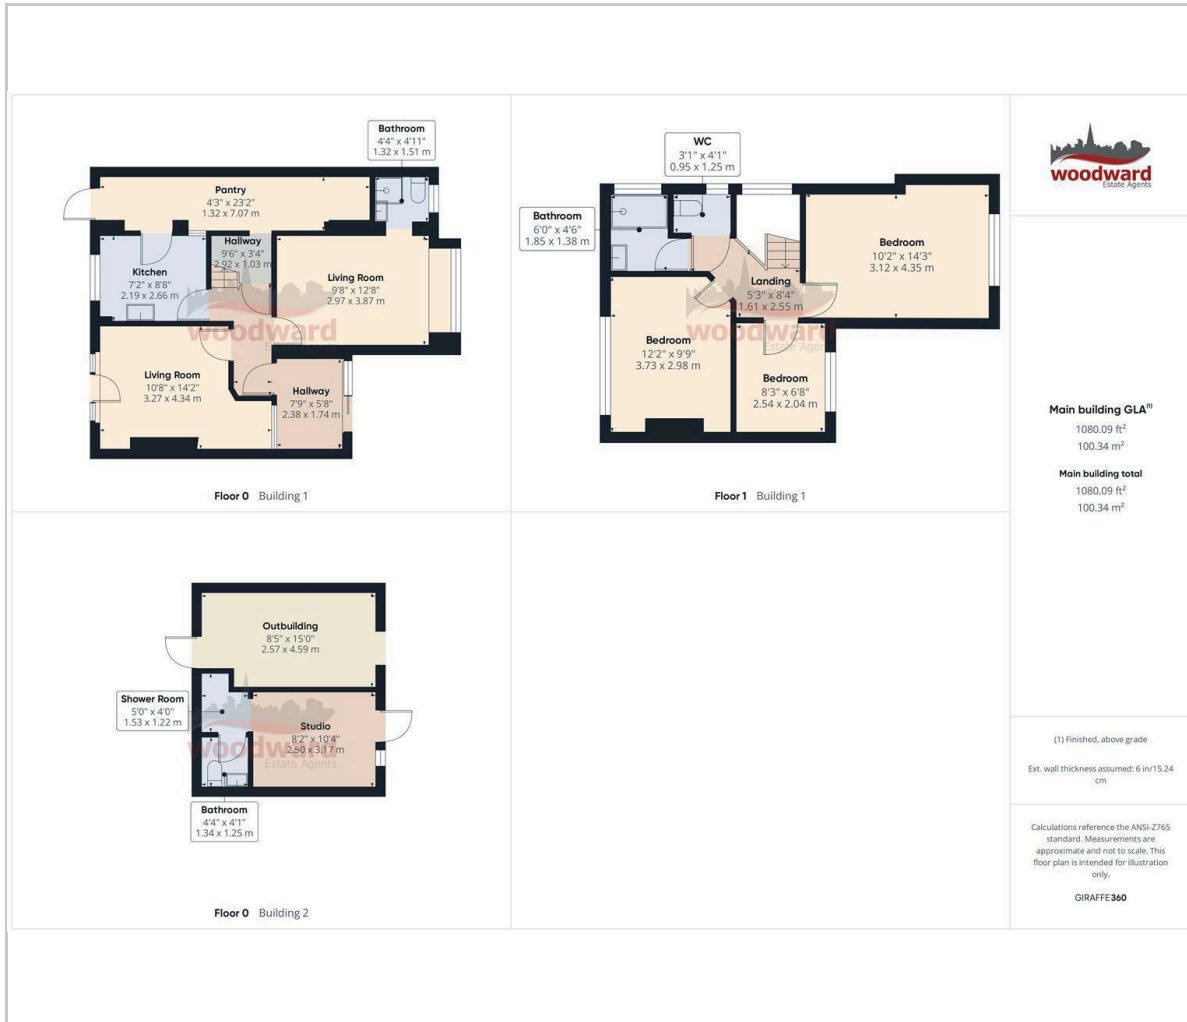 Bathroom
4'4" x 4'11"
1.32 x 1.51 m
Pantry
4'3" x 23'2"
1.32 x 7.07 m
Hallway
9'6" x 3'4"
2.92 x 1.03 m
Kitchen
7'2" x 8'8"
2.19 x 2.66 m
Living Room
9'8" x 12'8"
2.97 x 3.87 m
woodward
Estate Agents
Living Room
10'8" x 14'2"
3.27 x 4.34 m
Hallway
7'9" x 5'8"
2.38 x 1.74 m
Floor 0 Building 1
WC
3'1" x 4'1"
0.95 x 1.25 m
Bathroom
6'0" x 4'6"
1.85 x 1.38 m
Bedroom
10'2" x 14'3"
3.12 x 4.35 m
Landing
5'3" x 8'4"
1.61 x 2.55 m
woodward
Estate Agents
Bedroom
12'2" x 9'9"
3.73 x 2.98 m
Bedroom
8'3" x 6'8"
2.54 x 2.04 m
Floor 1 Building 1
Outbuilding
8'5" x 15'0"
2.57 x 4.59 m
Shower Room
5'0" x 4'0"
1.53 x 1.22 m
Studio
8'2" x 10'4"
2.50 x 3.17 m
woodward
Estate Agents
Bathroom
4'4" x 4'1"
1.34 x 1.25 m
Floor 0 Building 2
woodward
Estate Agents
Main building GLA(1)
1080.09 ft²
100.34 m²
Main building total
1080.09 ft²
100.34 m²
(1) Finished, above grade
Ext. wall thickness assumed: 6 in/15.24
cm
Calculations reference the ANSI-Z765
standard. Measurements are
approximate and not to scale. This
floor plan is intended for illustration
only.
GIRAFFE360